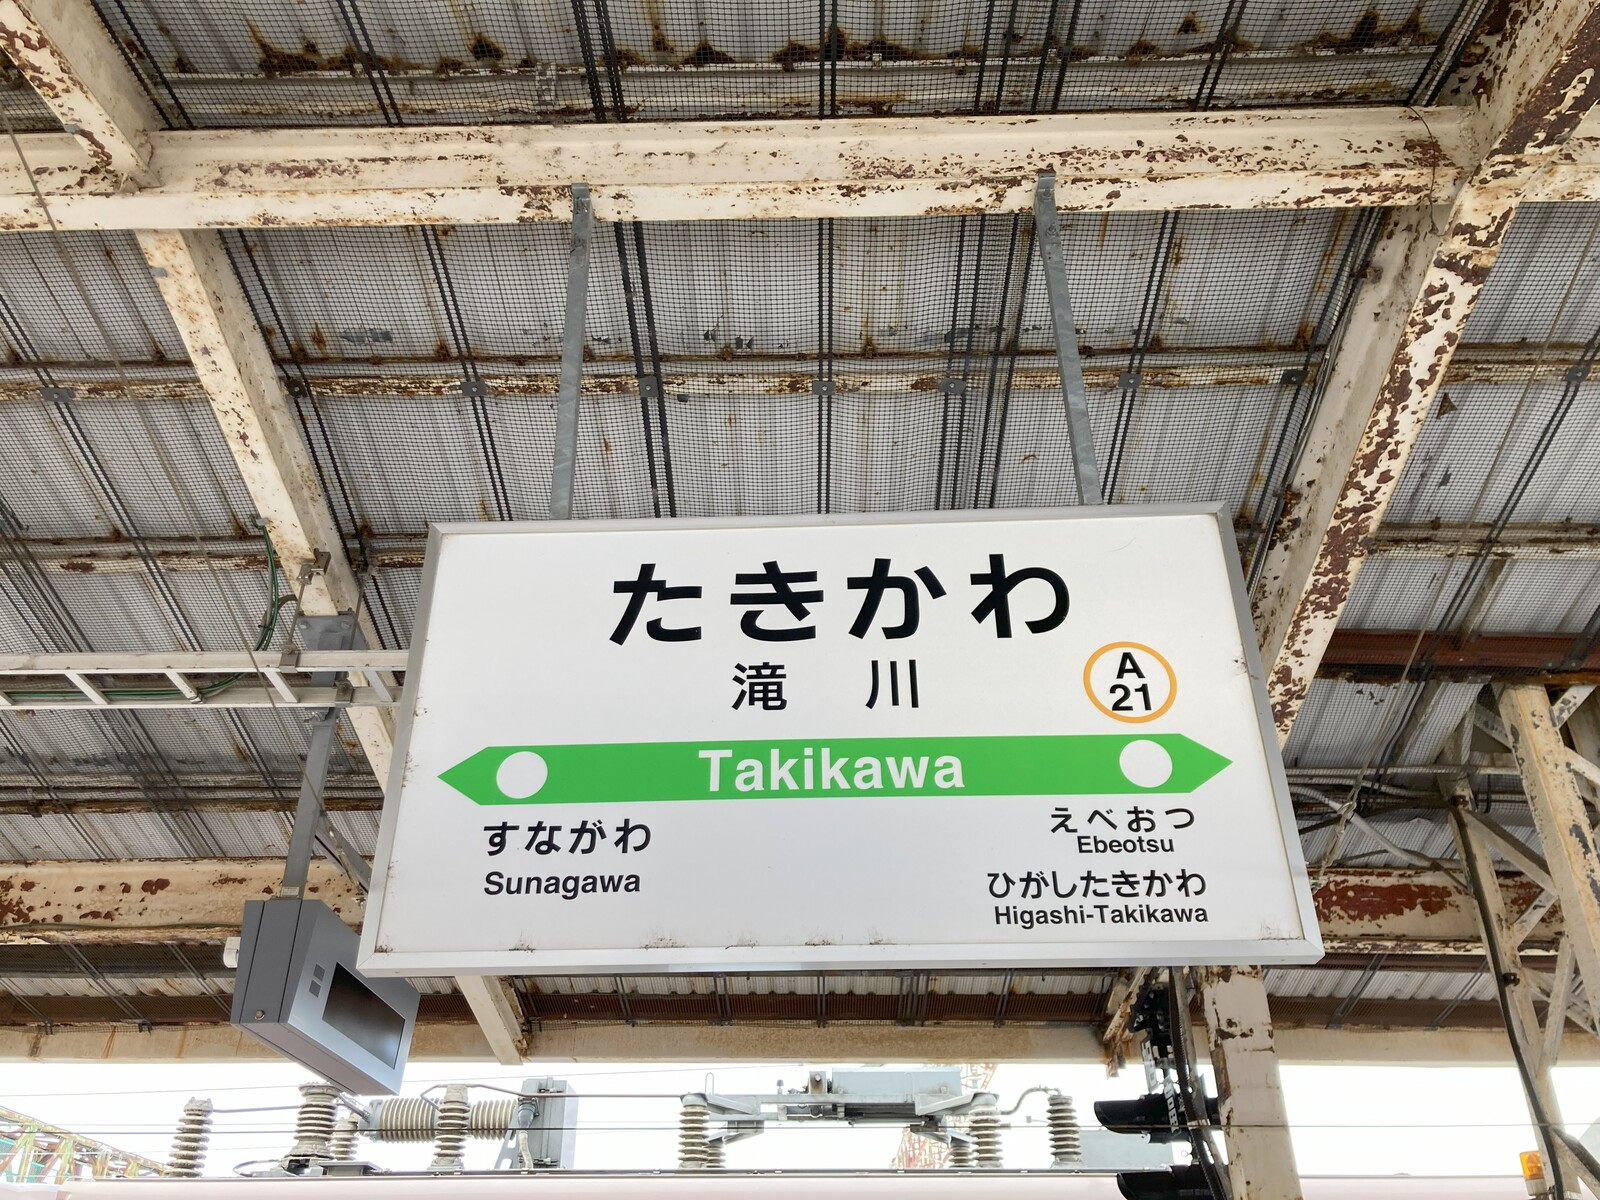 たきかわ
滝川
A
21
Takikawa
すながわ
Sunagawa
えべおつ
Ebeotsu
ひがしたきかわ
Higashi-Takikawa